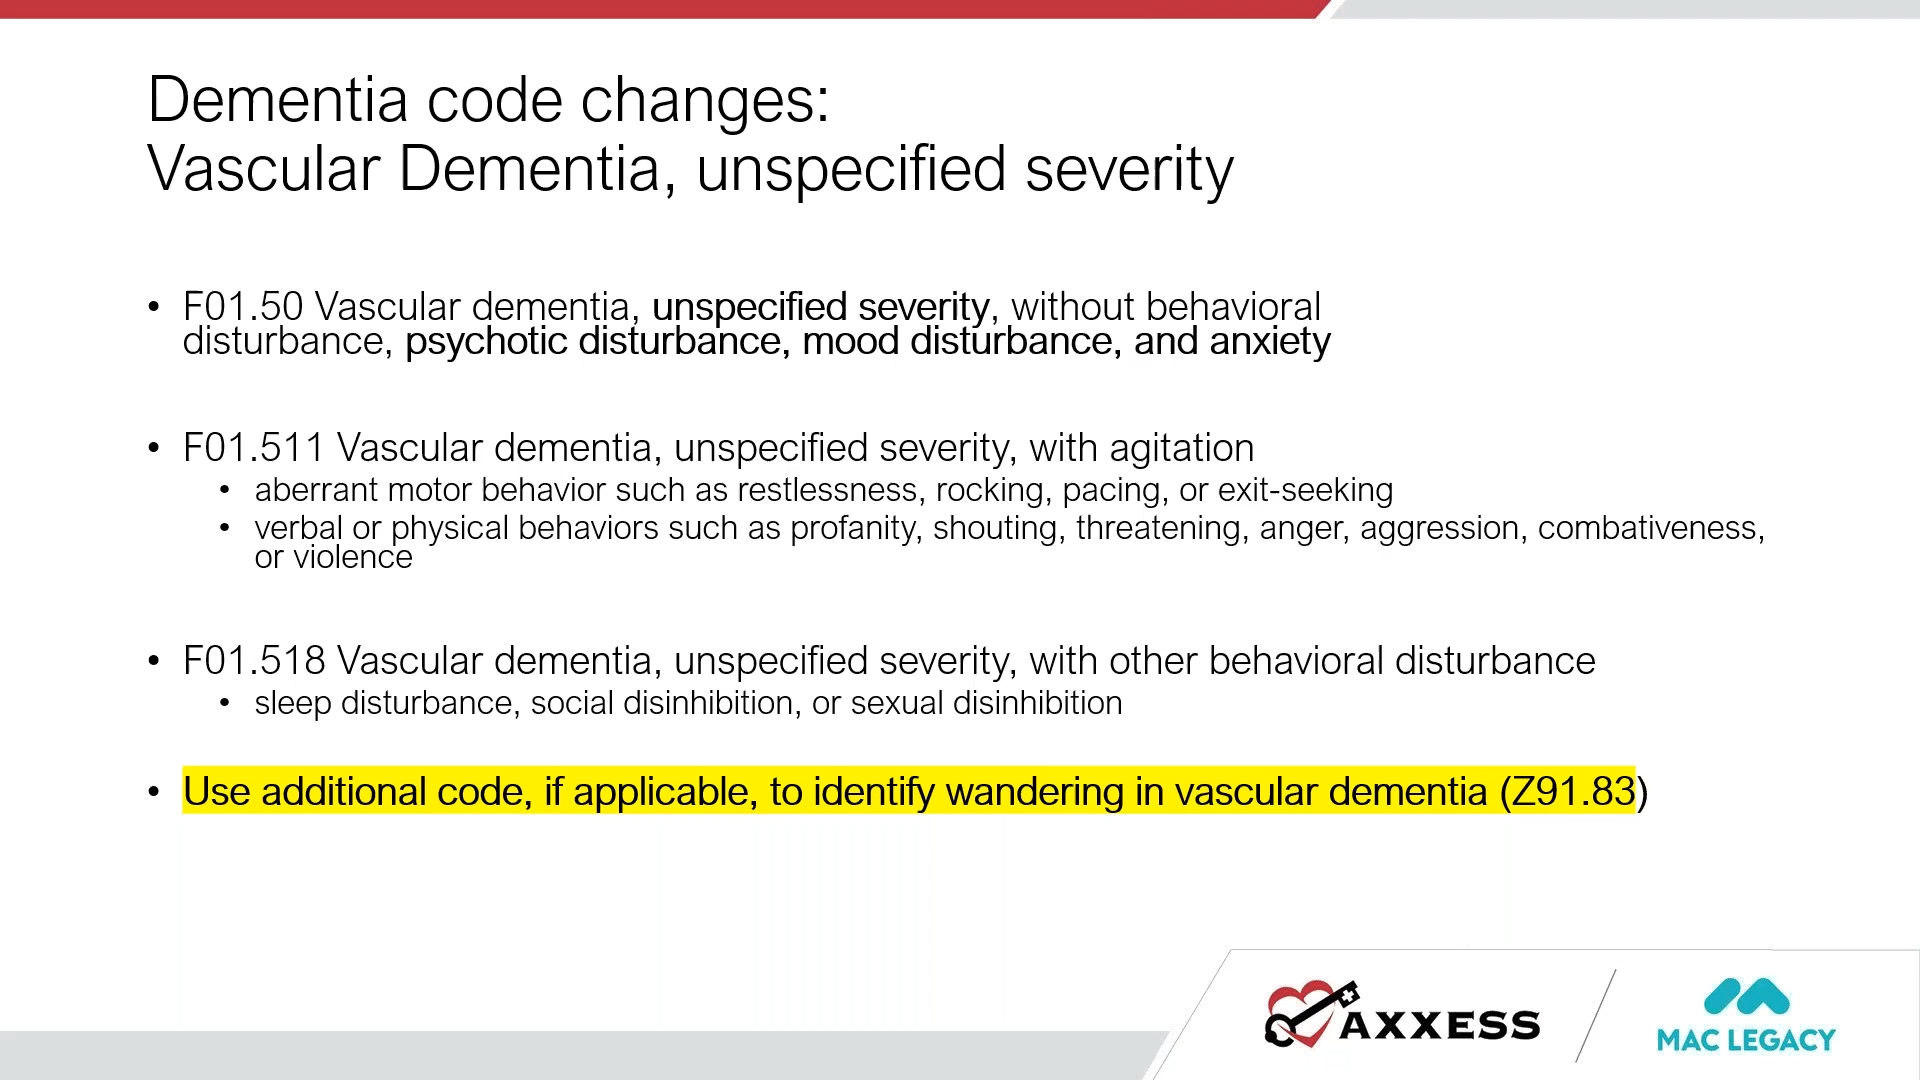 Dementia code changes:
Vascular Dementia, unspecified severity
• F01.50 Vascular dementia, unspecified severity, without behavioral
disturbance, psychotic disturbance, mood disturbance, and anxiety
• F01.511 Vascular dementia, unspecified severity, with agitation
• aberrant motor behavior such as restlessness, rocking, pacing, or exit-seeking
• verbal or physical behaviors such as profanity, shouting, threatening, anger, aggression, combativeness,
or violence
• F01.518 Vascular dementia, unspecified severity, with other behavioral disturbance
• sleep disturbance, social disinhibition, or sexual disinhibition
• Use additional code, if applicable, to identify wandering in vascular dementia (Z91.83)
AXXESS
MAC LEGACY